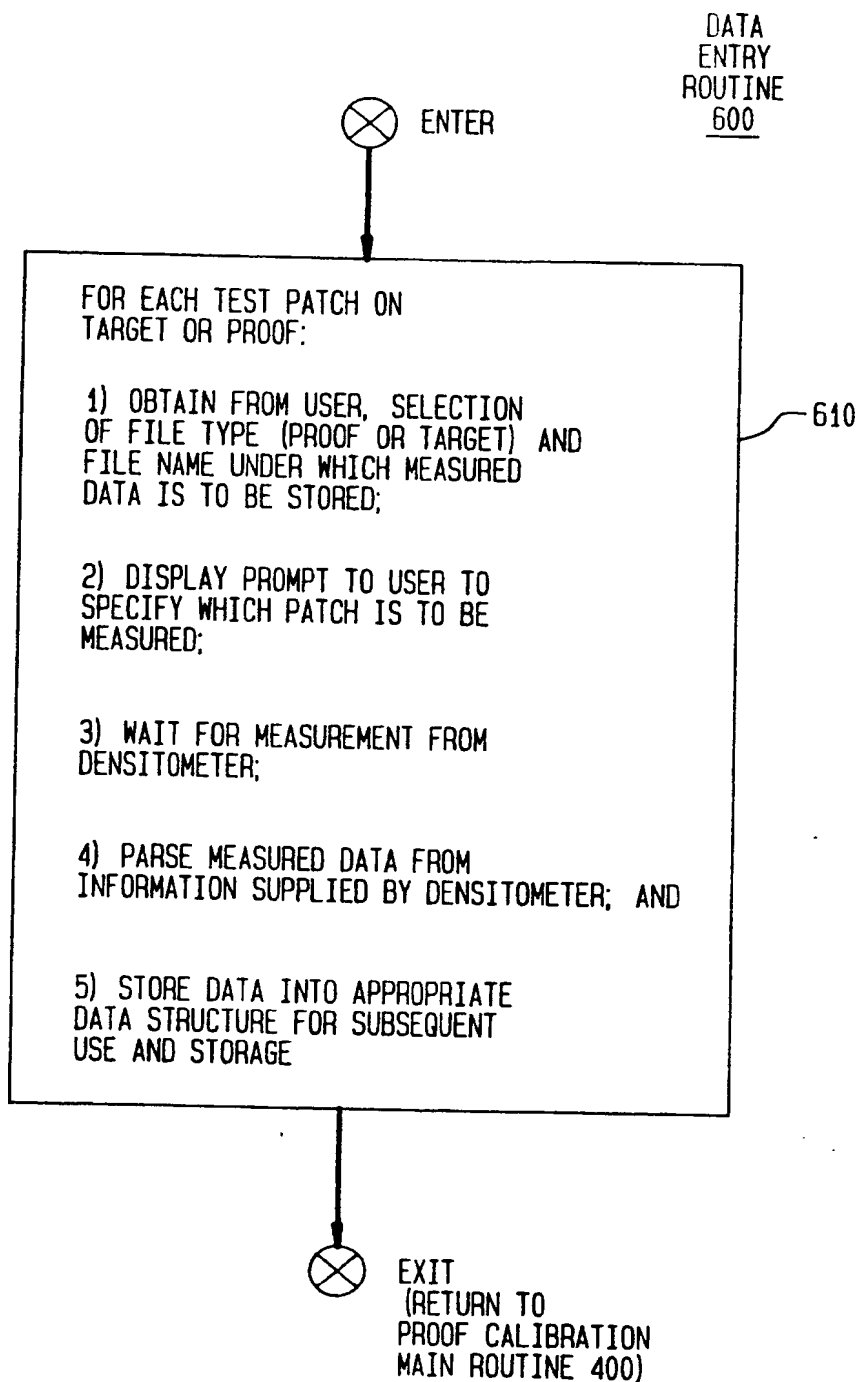 DATA
ENTRY
ROUTINE
600
ENTER
FOR EACH TEST PATCH ON
TARGET OR PROOF:
1) OBTAIN FROM USER, SELECTION
OF FILE TYPE (PROOF OR TARGET) AND
FILE NAME UNDER WHICH MEASURED
DATA IS TO BE STORED;
610
2) DISPLAY PROMPT TO USER TO
SPECIFY WHICH PATCH IS TO BE
MEASURED;
3) WAIT FOR MEASUREMENT FROM
DENSITOMETER;
4) PARSE MEASURED DATA FROM
INFORMATION SUPPLIED BY DENSITOMETER; AND
5) STORE DATA INTO APPROPRIATE
DATA STRUCTURE FOR SUBSEQUENT
USE AND STORAGE
EXIT
(RETURN TO
PROOF CALIBRATION
MAIN ROUTINE 400)